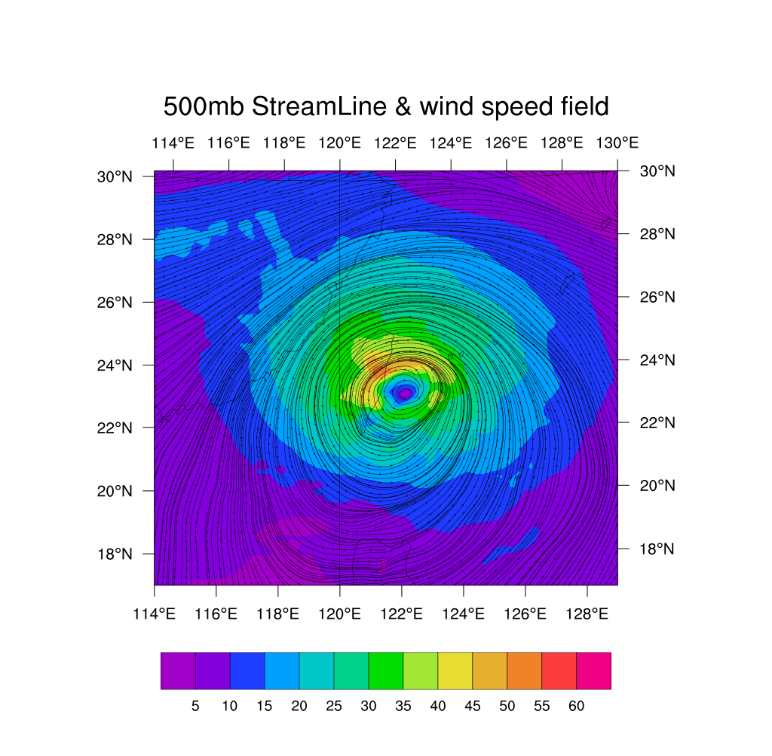 500mb StreamLine & wind speed field
114°E 116°E 118°E 120°E 122°E 124°E 126°E 128°E 130°E
30°N 30°N
28°N 28°N
26°N 26°N
24°N 24°N
22°N 22°N
20°N 20°N
18°N 18°N
114°E 116°E 118°E 120°E 122°E 124°E 126°E 128°E
5 10 15 20 25 30 35 40 45 50 55 60